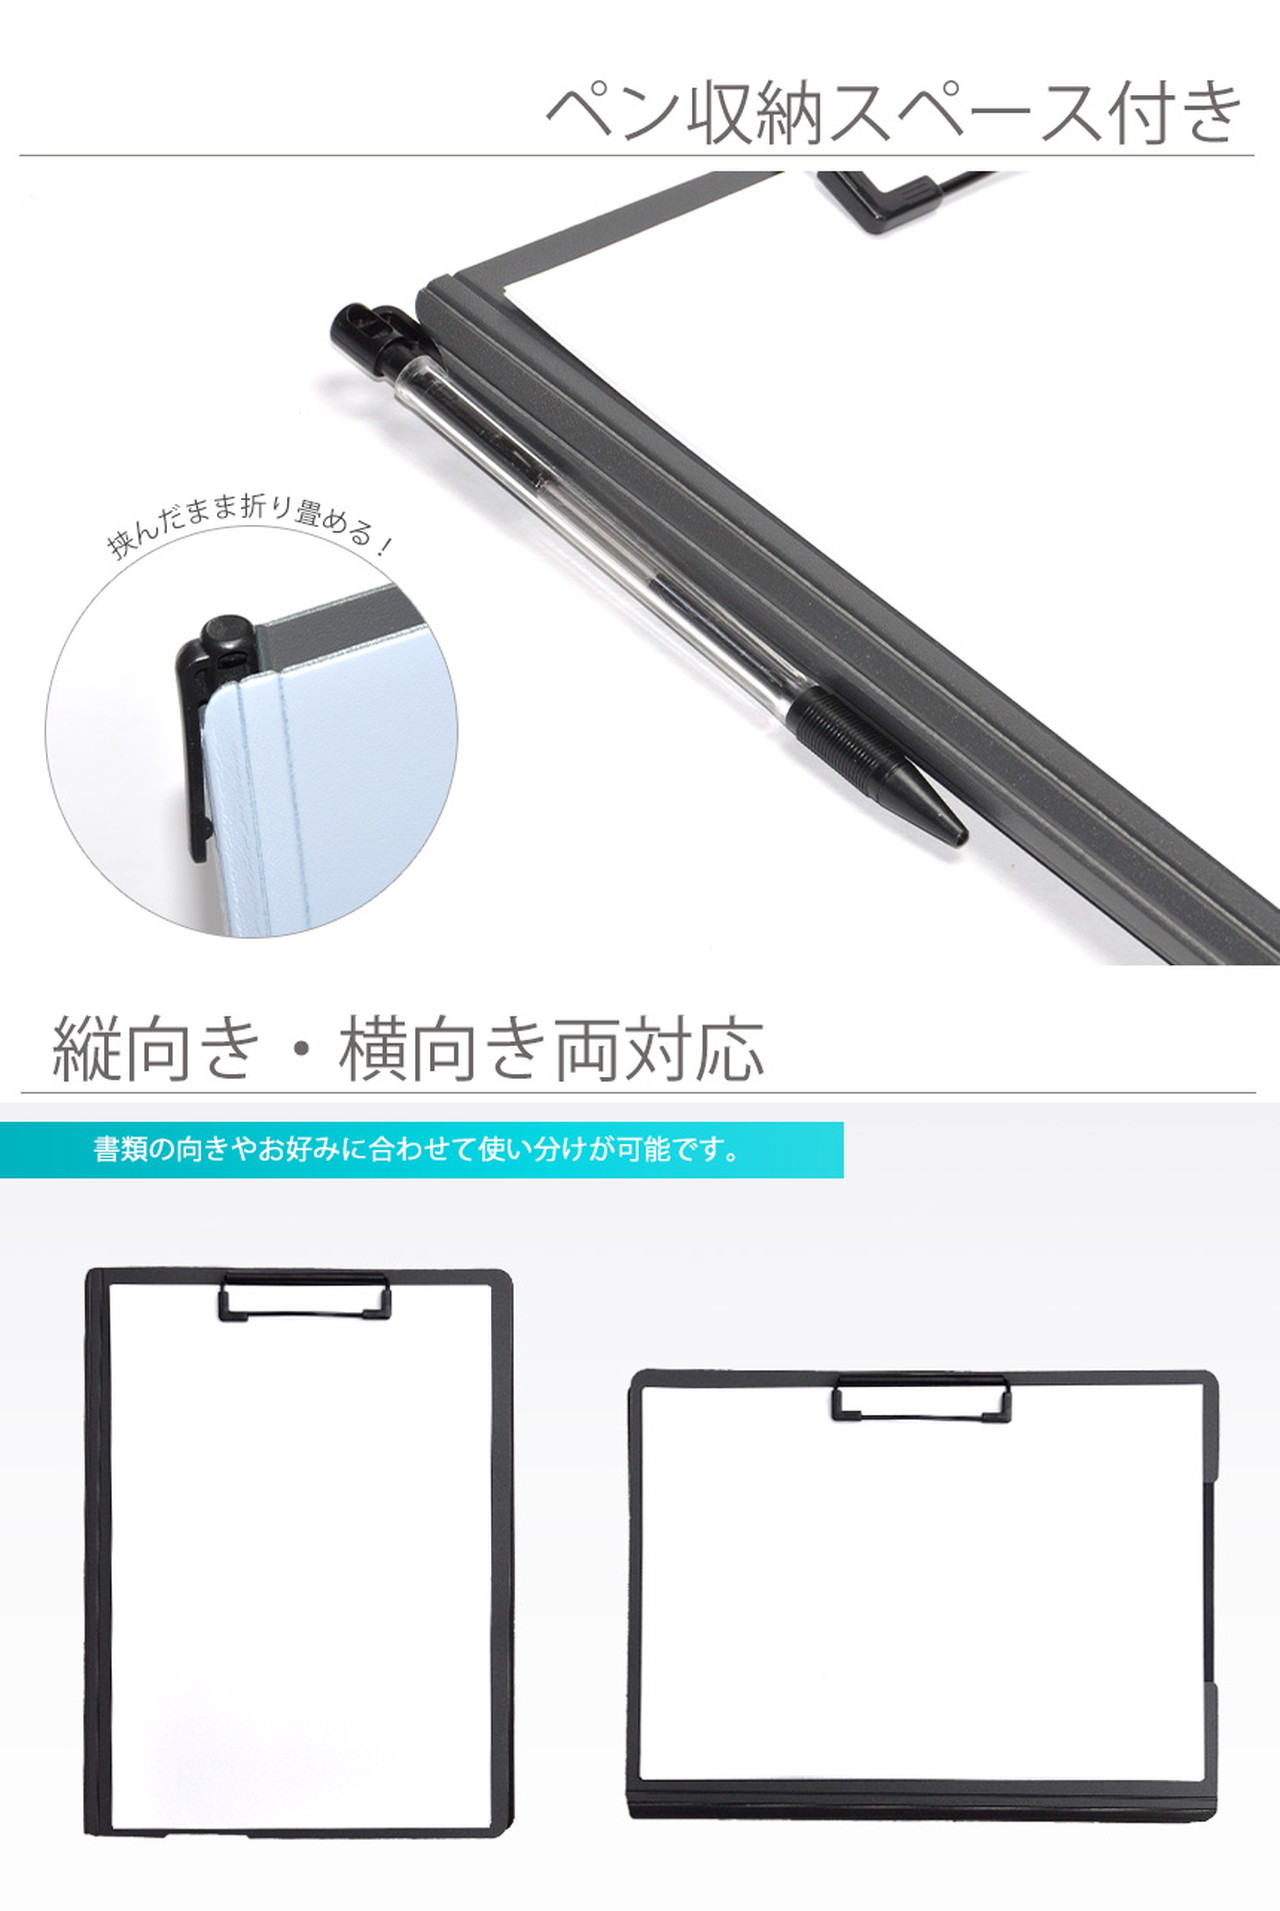 ペン収納スペース付き
挟んだまま折り畳める！
縦向き・横向き両対応
書類の向きやお好みに合わせて使い分けが可能です。